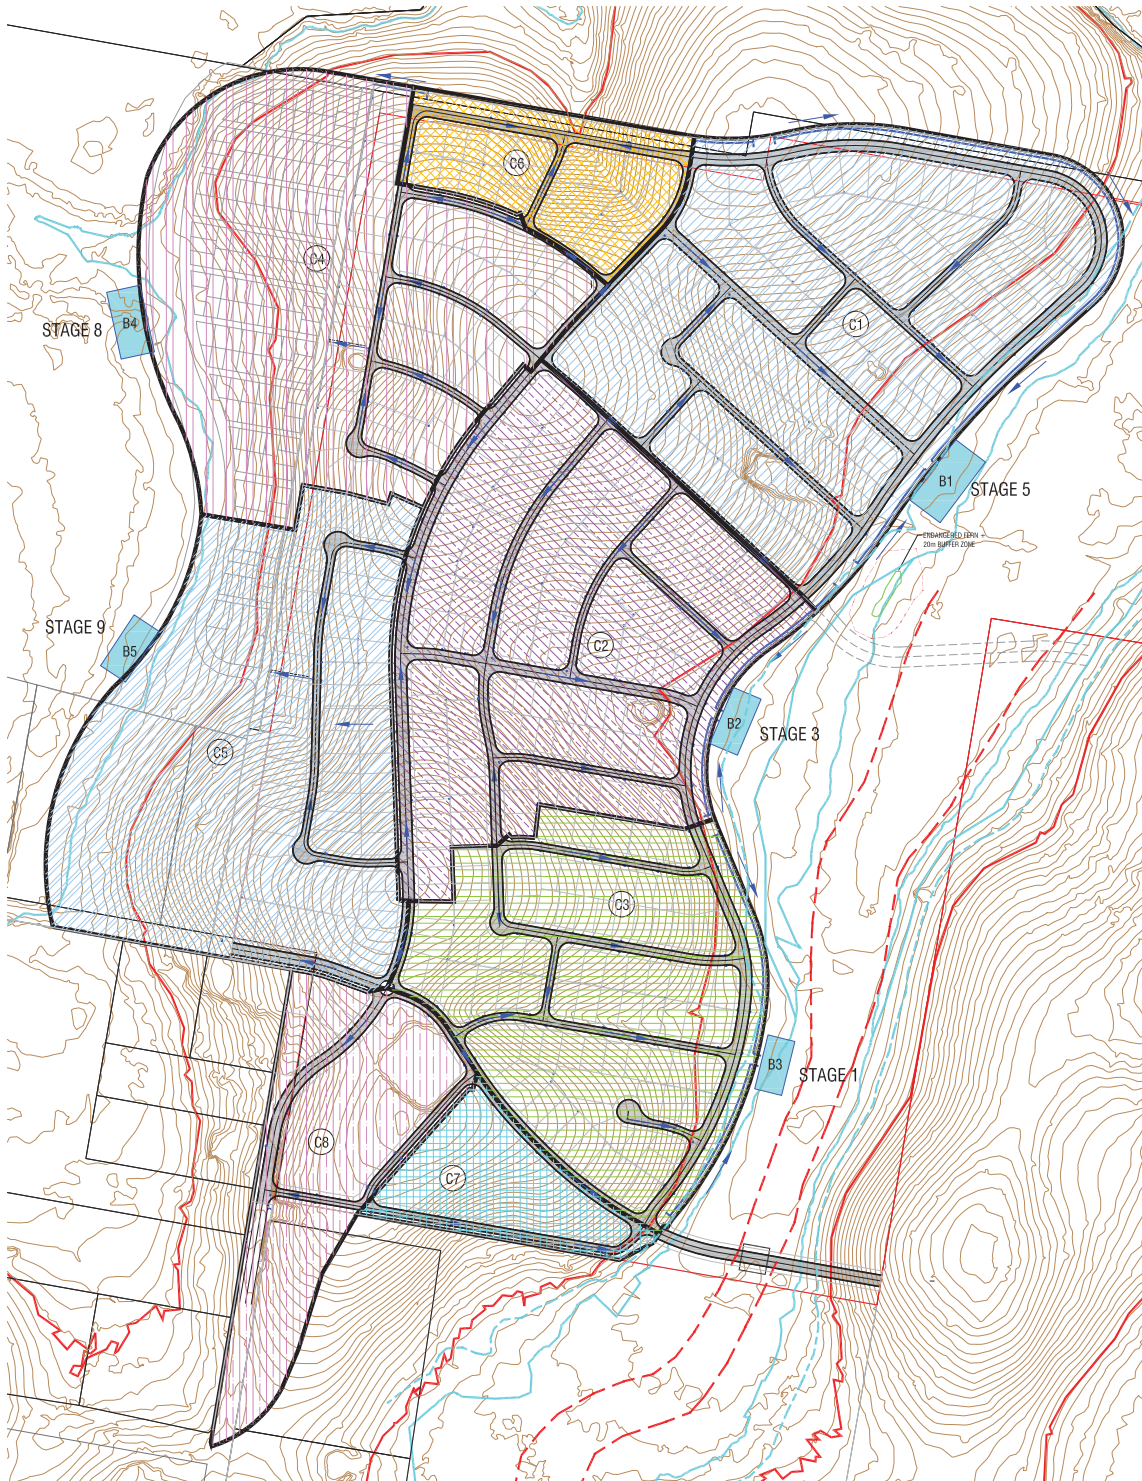 C6
C4
C1
B4
STAGE 8
B1
STAGE 5
ENDANGERED FERN +
20m BUFFER ZONE
STAGE 9
B5
C2
B2
STAGE 3
C5
C3
B3
STAGE 1
C8
C7